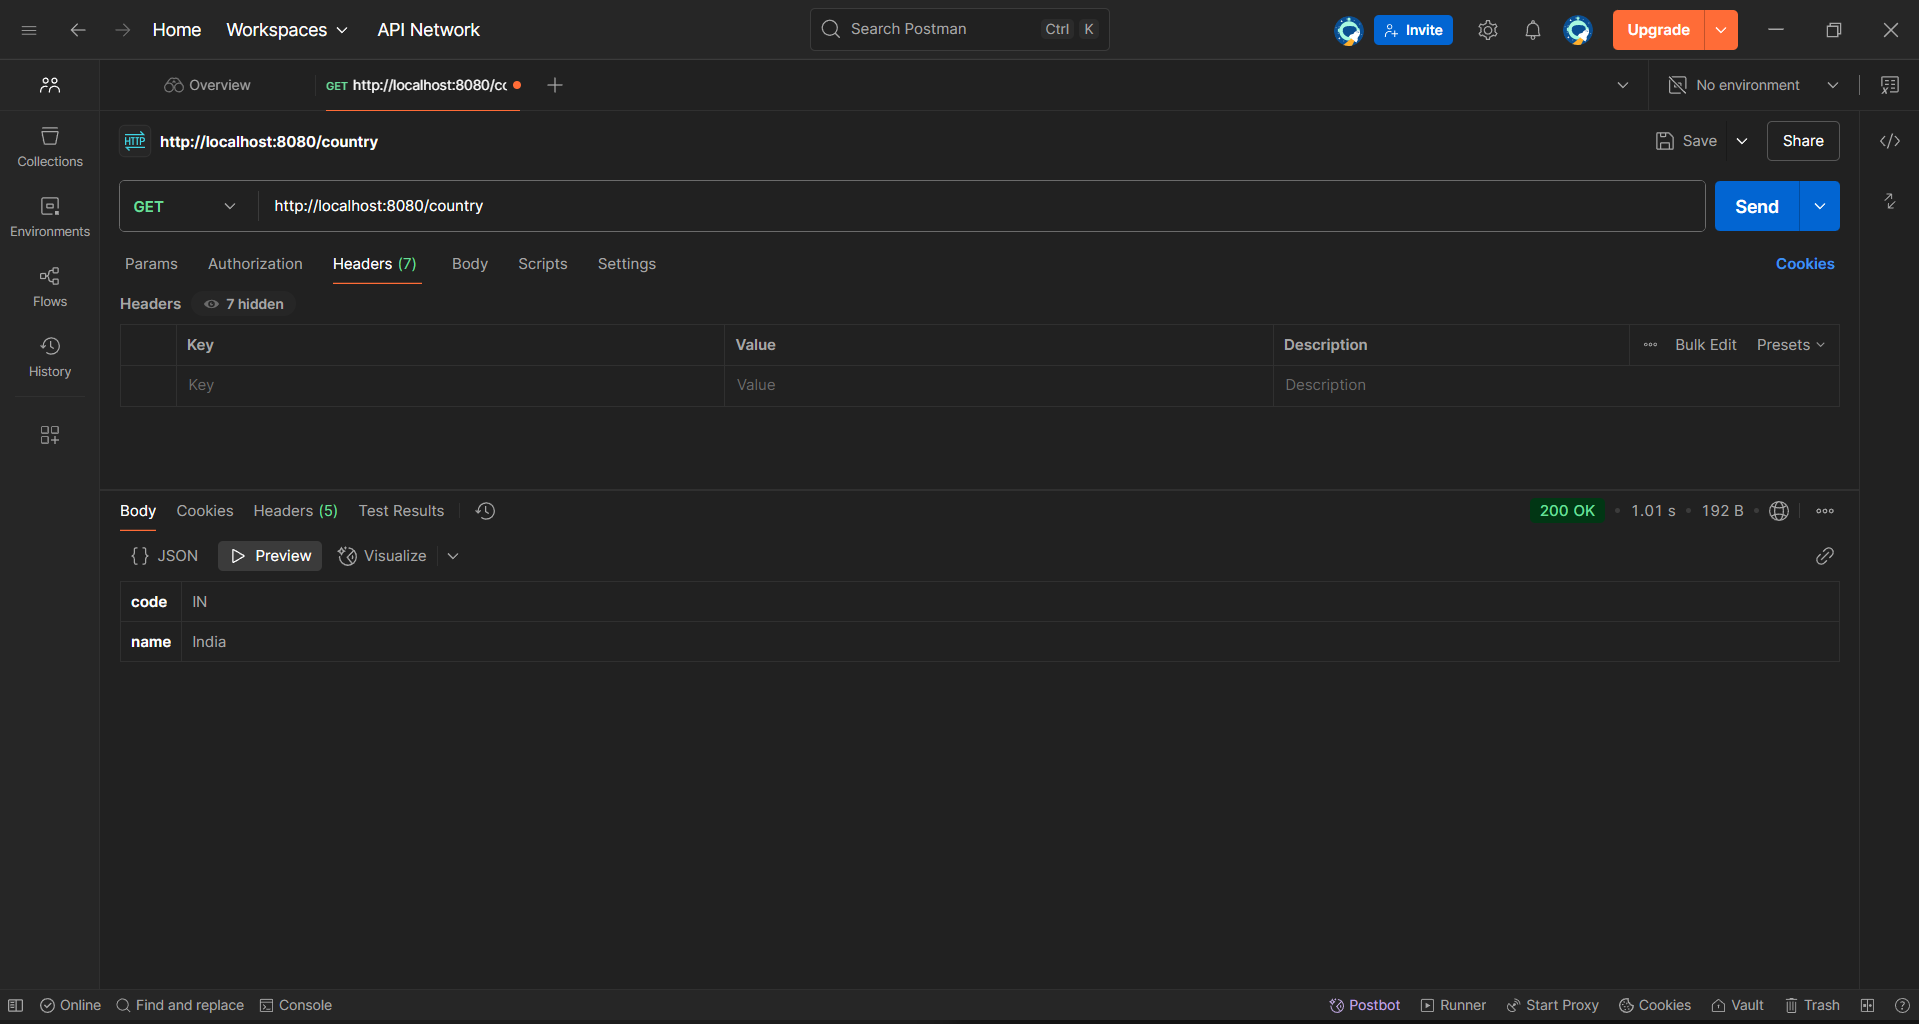 Home Workspaces API Network Search Postman Ctrl K Invite Upgrade
Overview GET http://localhost:8080/cc No environment
HTTP http://localhost:8080/country Save Share
Collections
GET http://localhost:8080/country Send
Environments
Params Authorization Headers (7) Body Scripts Settings Cookies
Flows
Headers 7 hidden
Key Value Description Bulk Edit Presets
History
Key Value Description
Body Cookies Headers (5) Test Results 200 OK 1.01 s 192 B
{} JSON Preview Visualize
code IN
name India
Online Find and replace Console Postbot Runner Start Proxy Cookies Vault Trash